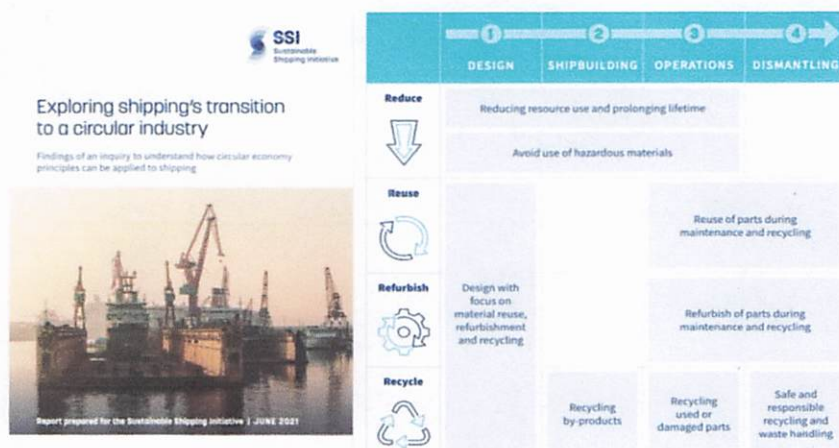 SSI
Sustainable
Shipping Initiative
Exploring shipping's transition
to a circular industry
Findings of an inquiry to understand how circular economy
principles can be applied to shipping
Report prepared for the Sustainable Shipping Initiative | JUNE 2021
1 2 3 4
DESIGN SHIPBUILDING OPERATIONS DISMANTLING
Reduce
Reducing resource use and prolonging lifetime
Avoid use of hazardous materials
Reuse
Reuse of parts during
maintenance and recycling
Refurbish
Design with
focus on
material reuse,
refurbishment
and recycling
Refurbish of parts during
maintenance and recycling
Recycle
Recycling
by-products
Recycling
used or
damaged parts
Safe and
responsible
recycling and
waste handling